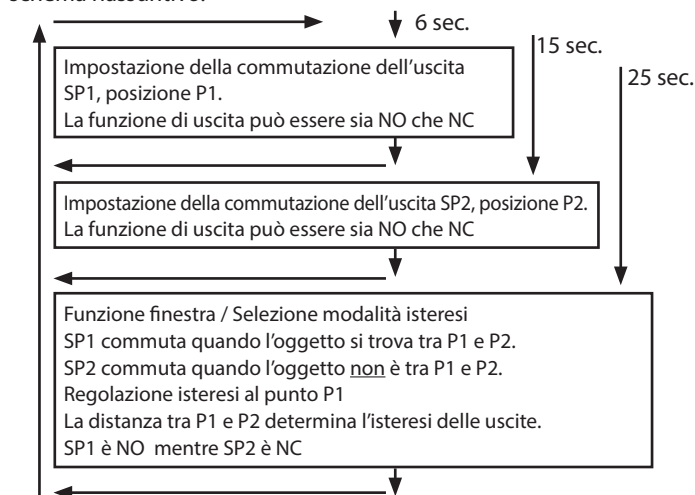 6 sec.
15 sec.
25 sec.
Impostazione della commutazione dell'uscita
SP1, posizione P1.
La funzione di uscita può essere sia NO che NC
Impostazione della commutazione dell'uscita SP2, posizione P2.
La funzione di uscita può essere sia NO che NC
Funzione finestra / Selezione modalità isteresi
SP1 commuta quando l'oggetto si trova tra P1 e P2.
SP2 commuta quando l'oggetto non è tra P1 e P2.
Regolazione isteresi al punto P1
La distanza tra P1 e P2 determina l'isteresi delle uscite.
SP1 è NO mentre SP2 è NC